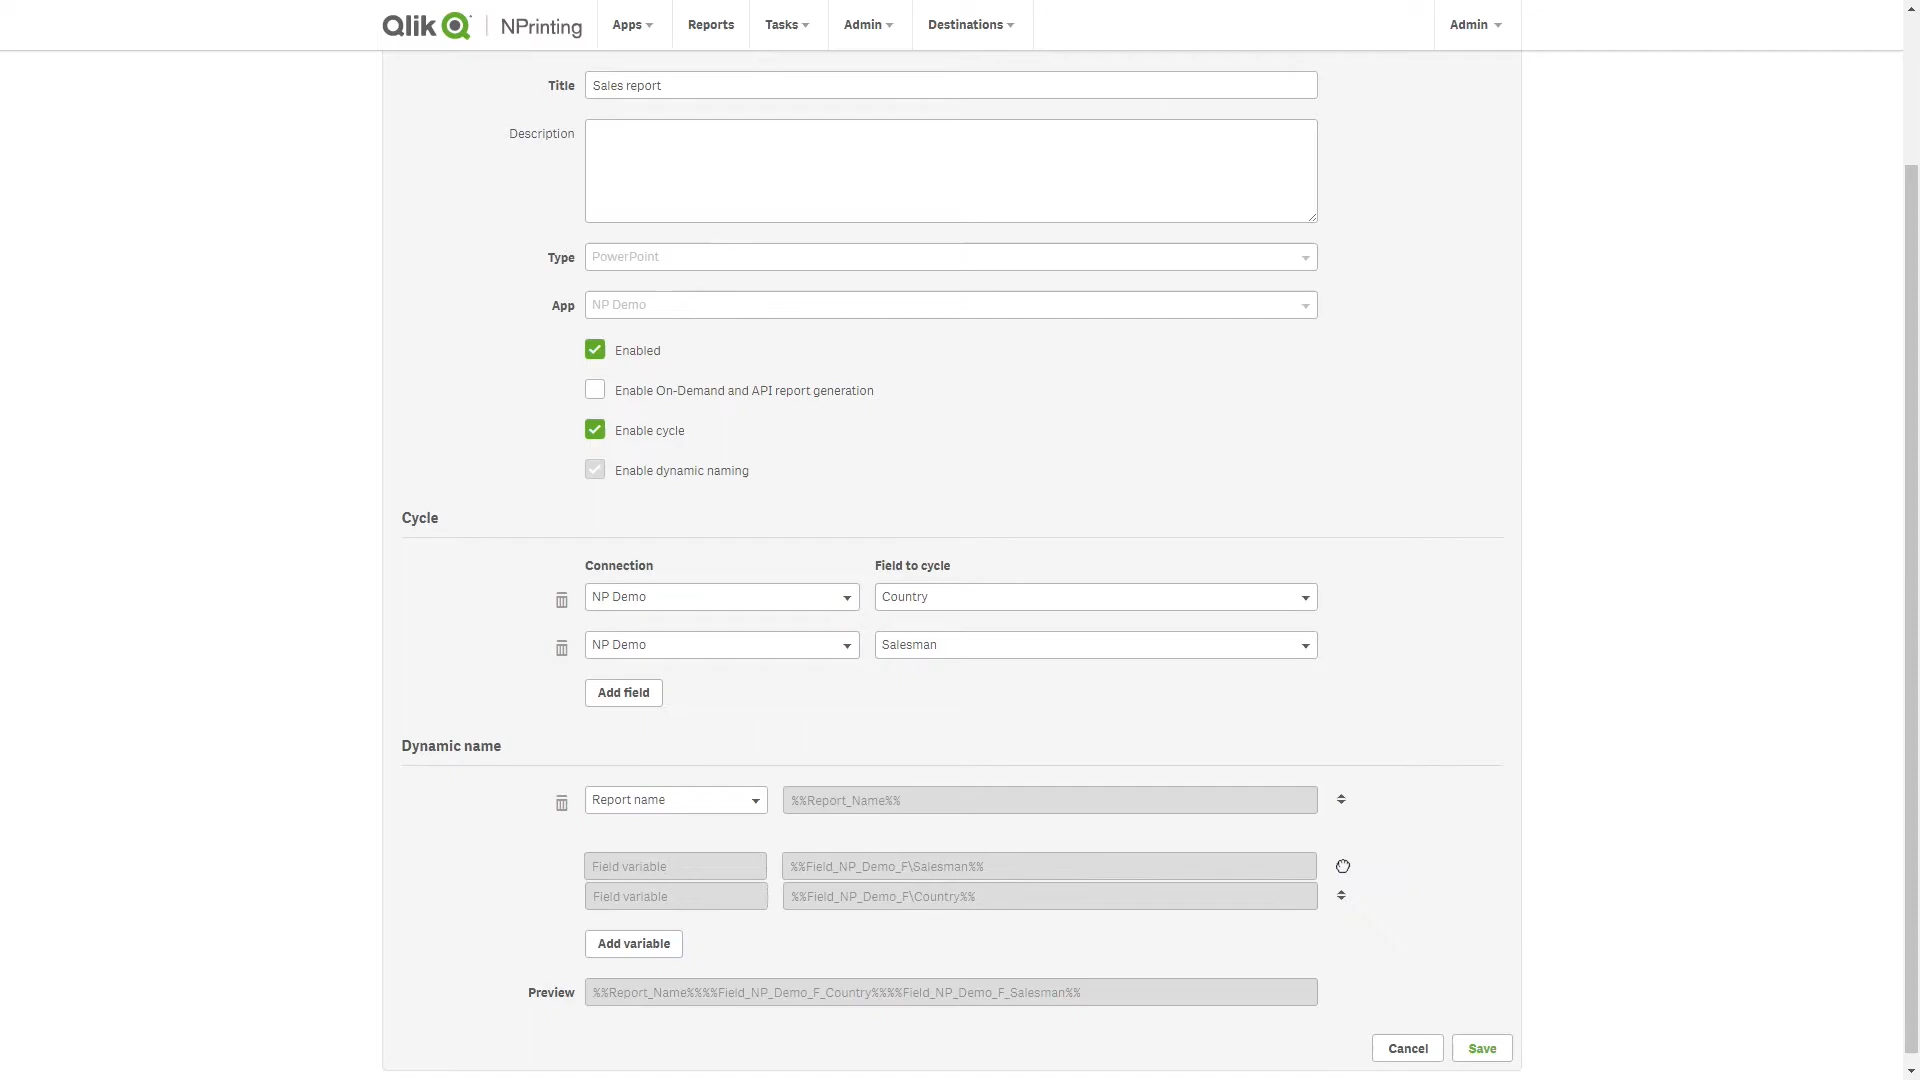 Qlik NPrinting Apps Reports Tasks Admin Destinations Admin
Title Sales report
Description
Type PowerPoint
App NP Demo
Enabled
Enable On-Demand and API report generation
Enable cycle
Enable dynamic naming
Cycle
Connection Field to cycle
NP Demo Country
NP Demo Salesman
Add field
Dynamic name
Report name %%Report_Name%%
Field variable %%Field_NP_Demo_F\Salesman%%
Field variable %%Field_NP_Demo_F\Country%%
Add variable
Preview %%Report_Name%%%%Field_NP_Demo_F_Country%%%%Field_NP_Demo_F_Salesman%%
Cancel Save